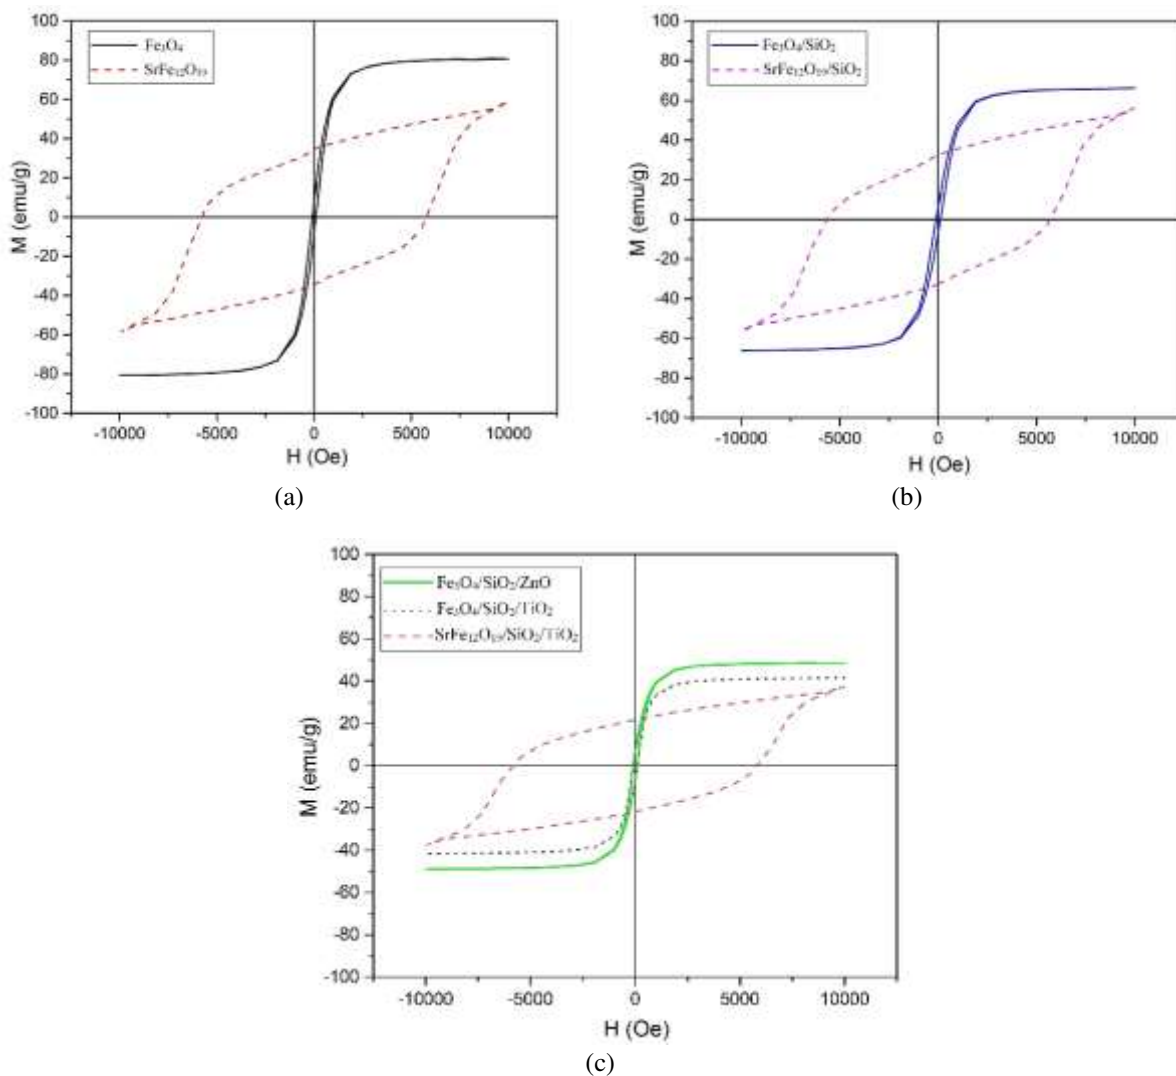 100
80
60
40
20
0
-20
-40
-60
-80
-100
M (emu/g)
Fe₃O₄
SrFe₁₂O₁₉
-10000 -5000 0 5000 10000
H (Oe)
(a)
100
80
60
40
20
0
-20
-40
-60
-80
-100
M (emu/g)
Fe₃O₄/SiO₂
SrFe₁₂O₁₉/SiO₂
-10000 -5000 0 5000 10000
H (Oe)
(b)
100
80
60
40
20
0
-20
-40
-60
-80
-100
M (emu/g)
Fe₃O₄/SiO₂/ZnO
Fe₃O₄/SiO₂/TiO₂
SrFe₁₂O₁₉/SiO₂/TiO₂
-10000 -5000 0 5000 10000
H (Oe)
(c)